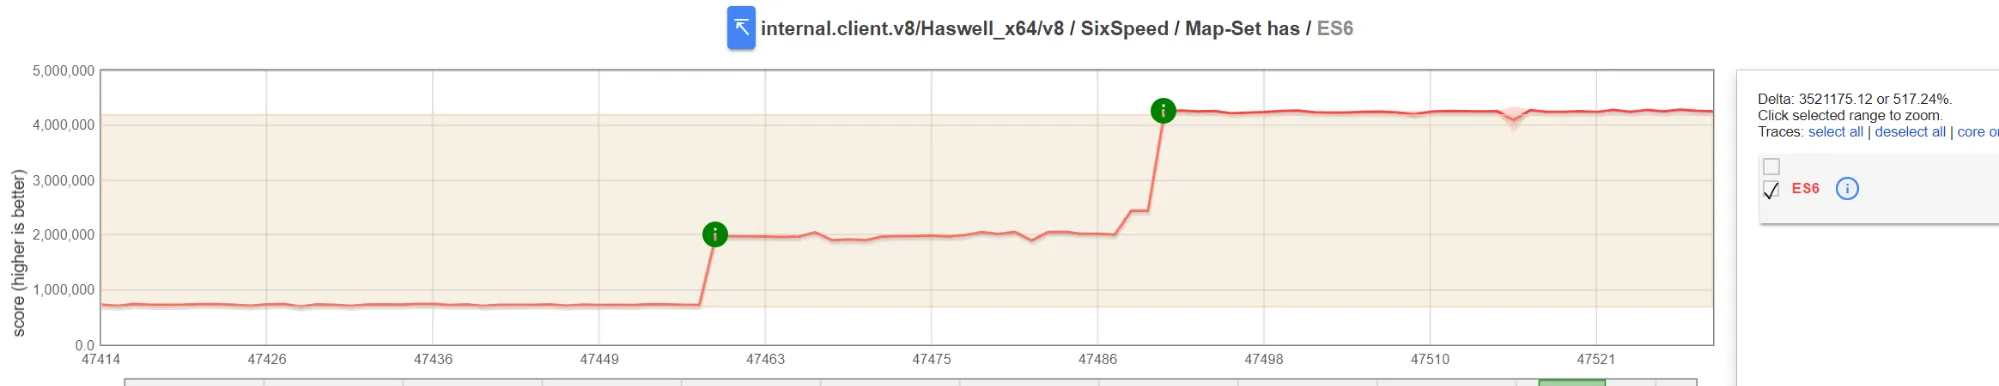 internal.client.v8/Haswell_x64/v8 / SixSpeed / Map-Set has / ES6
score (higher is better)
5,000,000
4,000,000
3,000,000
2,000,000
1,000,000
0.0
47414 47426 47436 47449 47463 47475 47486 47498 47510 47521
Delta: 3521175.12 or 517.24%.
Click selected range to zoom.
Traces: select all | deselect all | core
ES6